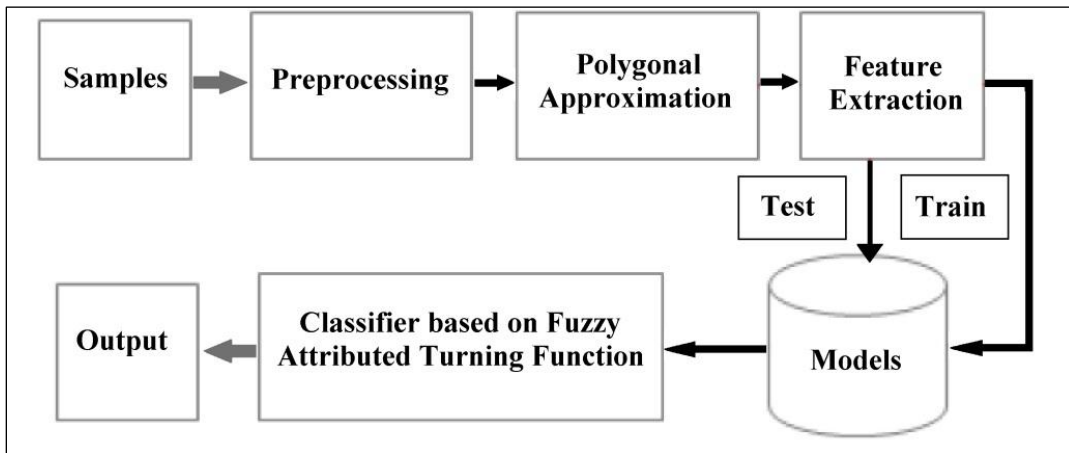 Samples
Preprocessing
Polygonal
Approximation
Feature
Extraction
Test
Train
Output
Classifier based on Fuzzy
Attributed Turning Function
Models